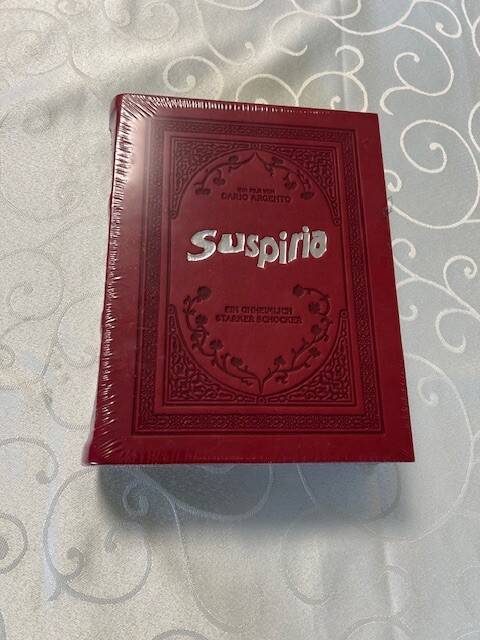 EIN FILM VON
DARIO ARGENTO
Suspiria
EIN UNHEIMLICH
STARKER SCHOCKER